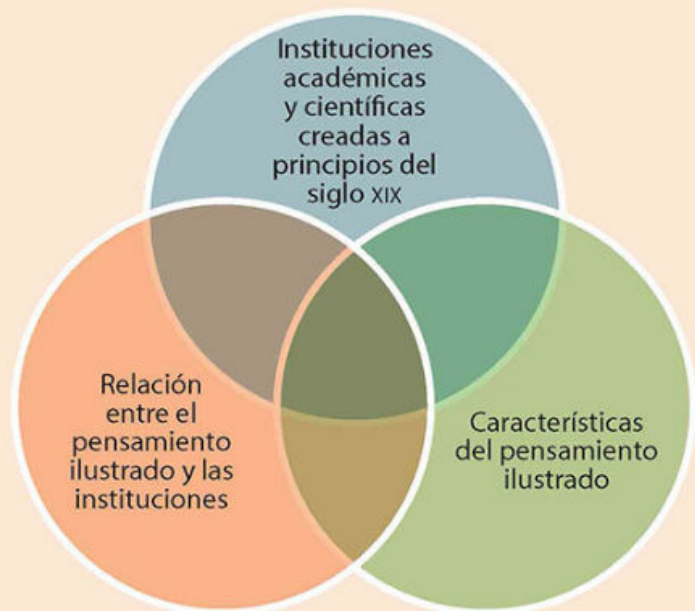 Instituciones
académicas
y científicas
creadas a
principios del
siglo XIX
Relación
entre el
pensamiento
ilustrado y las
instituciones
Características
del pensamiento
ilustrado